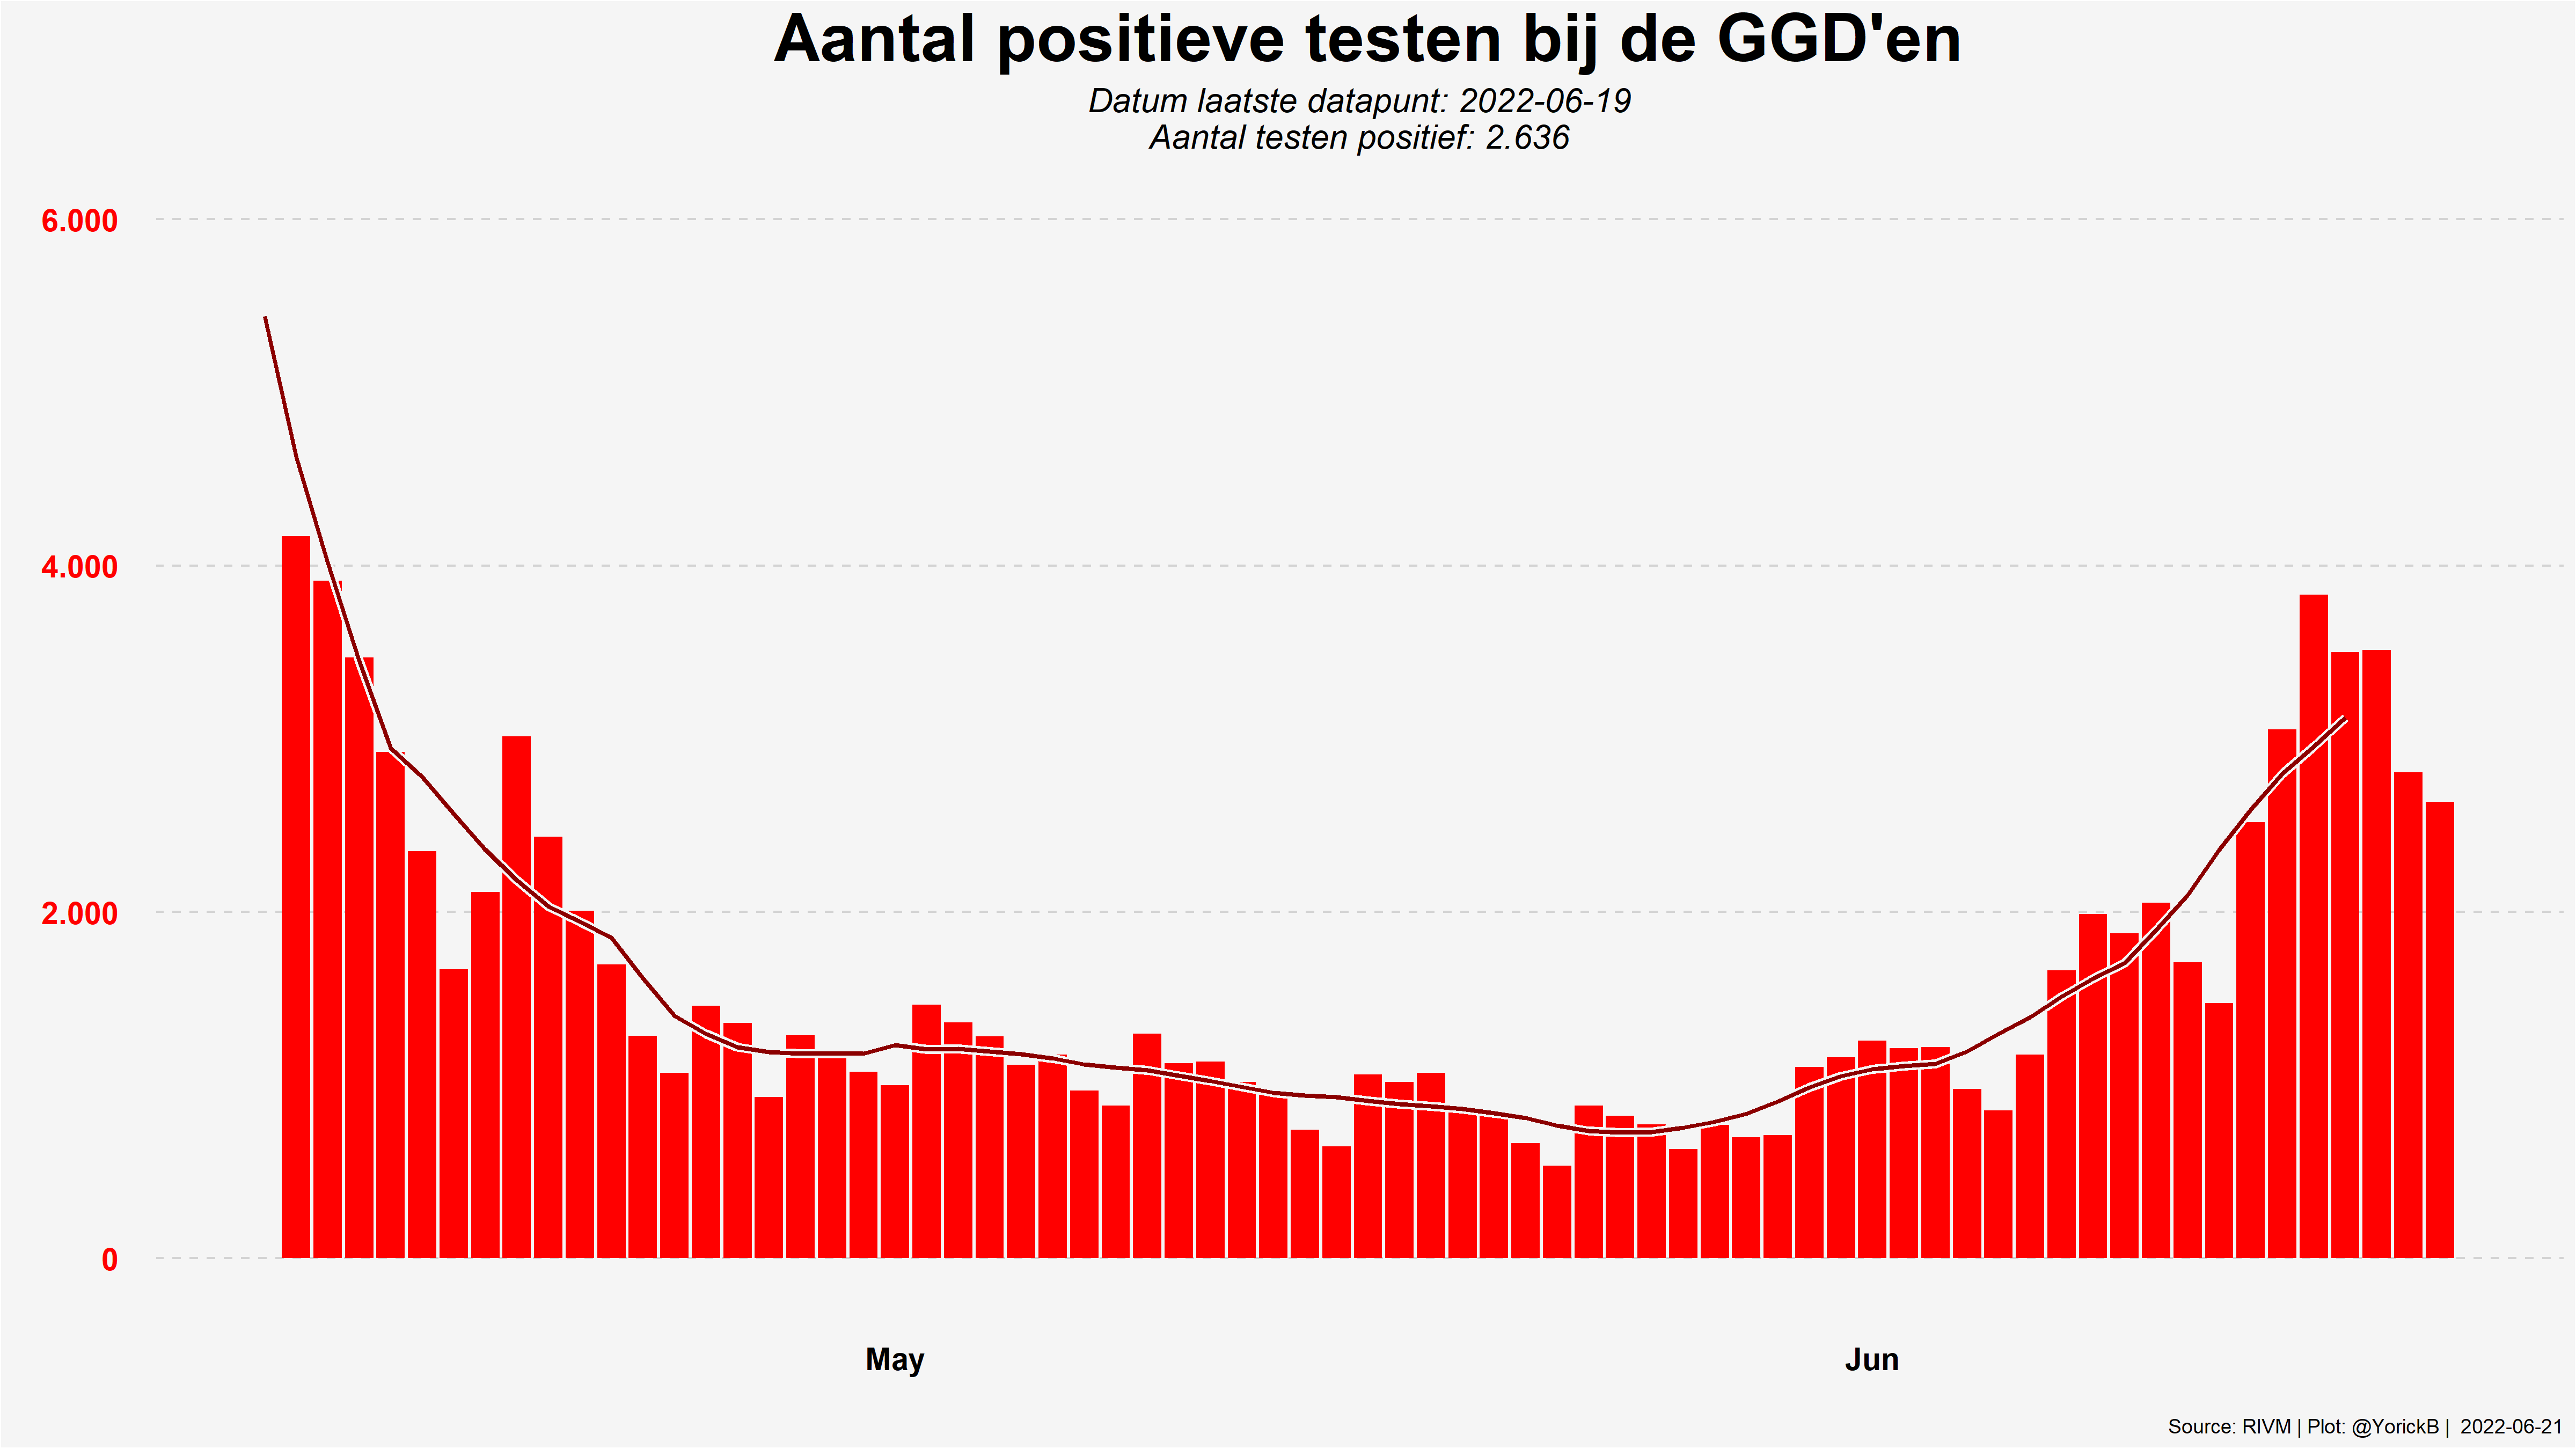 Aantal positieve testen bij de GGD'en
Datum laatste datapunt: 2022-06-19
Aantal testen positief: 2.636
6.000
4.000
2.000
0
May
Jun
Source: RIVM | Plot: @YorickB | 2022-06-21